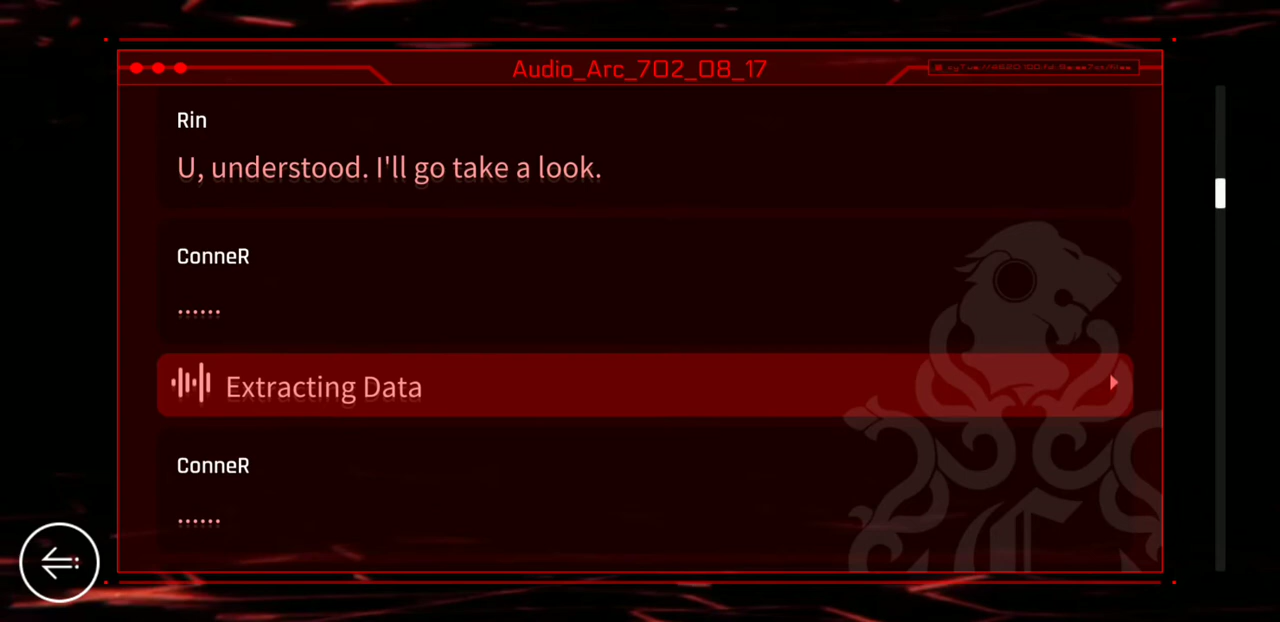 Audio_Arc_702_08_17
Rin
U, understood. I'll go take a look.
ConneR
......
Extracting Data
ConneR
......